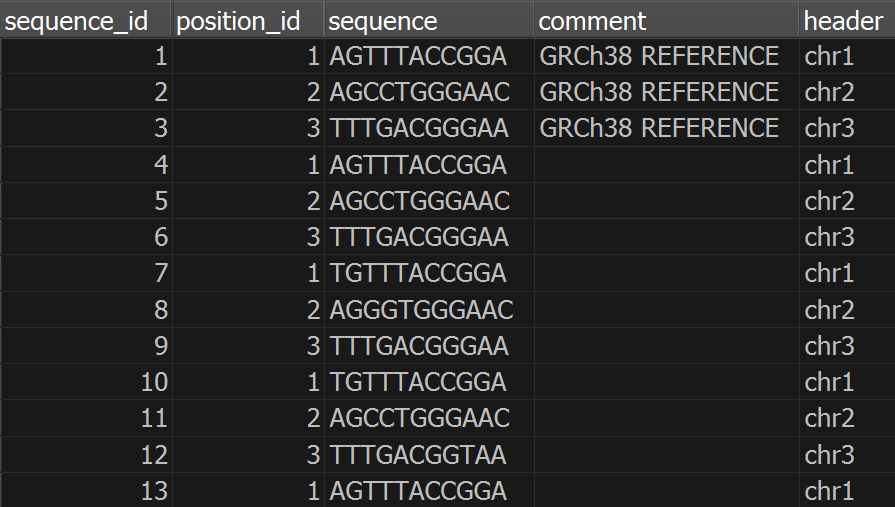 sequence_id position_id sequence comment header
1 1 AGTTTACCGGA GRCh38 REFERENCE chr1
2 2 AGCCTGGGAAC GRCh38 REFERENCE chr2
3 3 TTTGACGGGAA GRCh38 REFERENCE chr3
4 1 AGTTTACCGGA chr1
5 2 AGCCTGGGAAC chr2
6 3 TTTGACGGGAA chr3
7 1 TGTTTACCGGA chr1
8 2 AGGGTGGGAAC chr2
9 3 TTTGACGGGAA chr3
10 1 TGTTTACCGGA chr1
11 2 AGCCTGGGAAC chr2
12 3 TTTGACGGTAA chr3
13 1 AGTTTACCGGA chr1